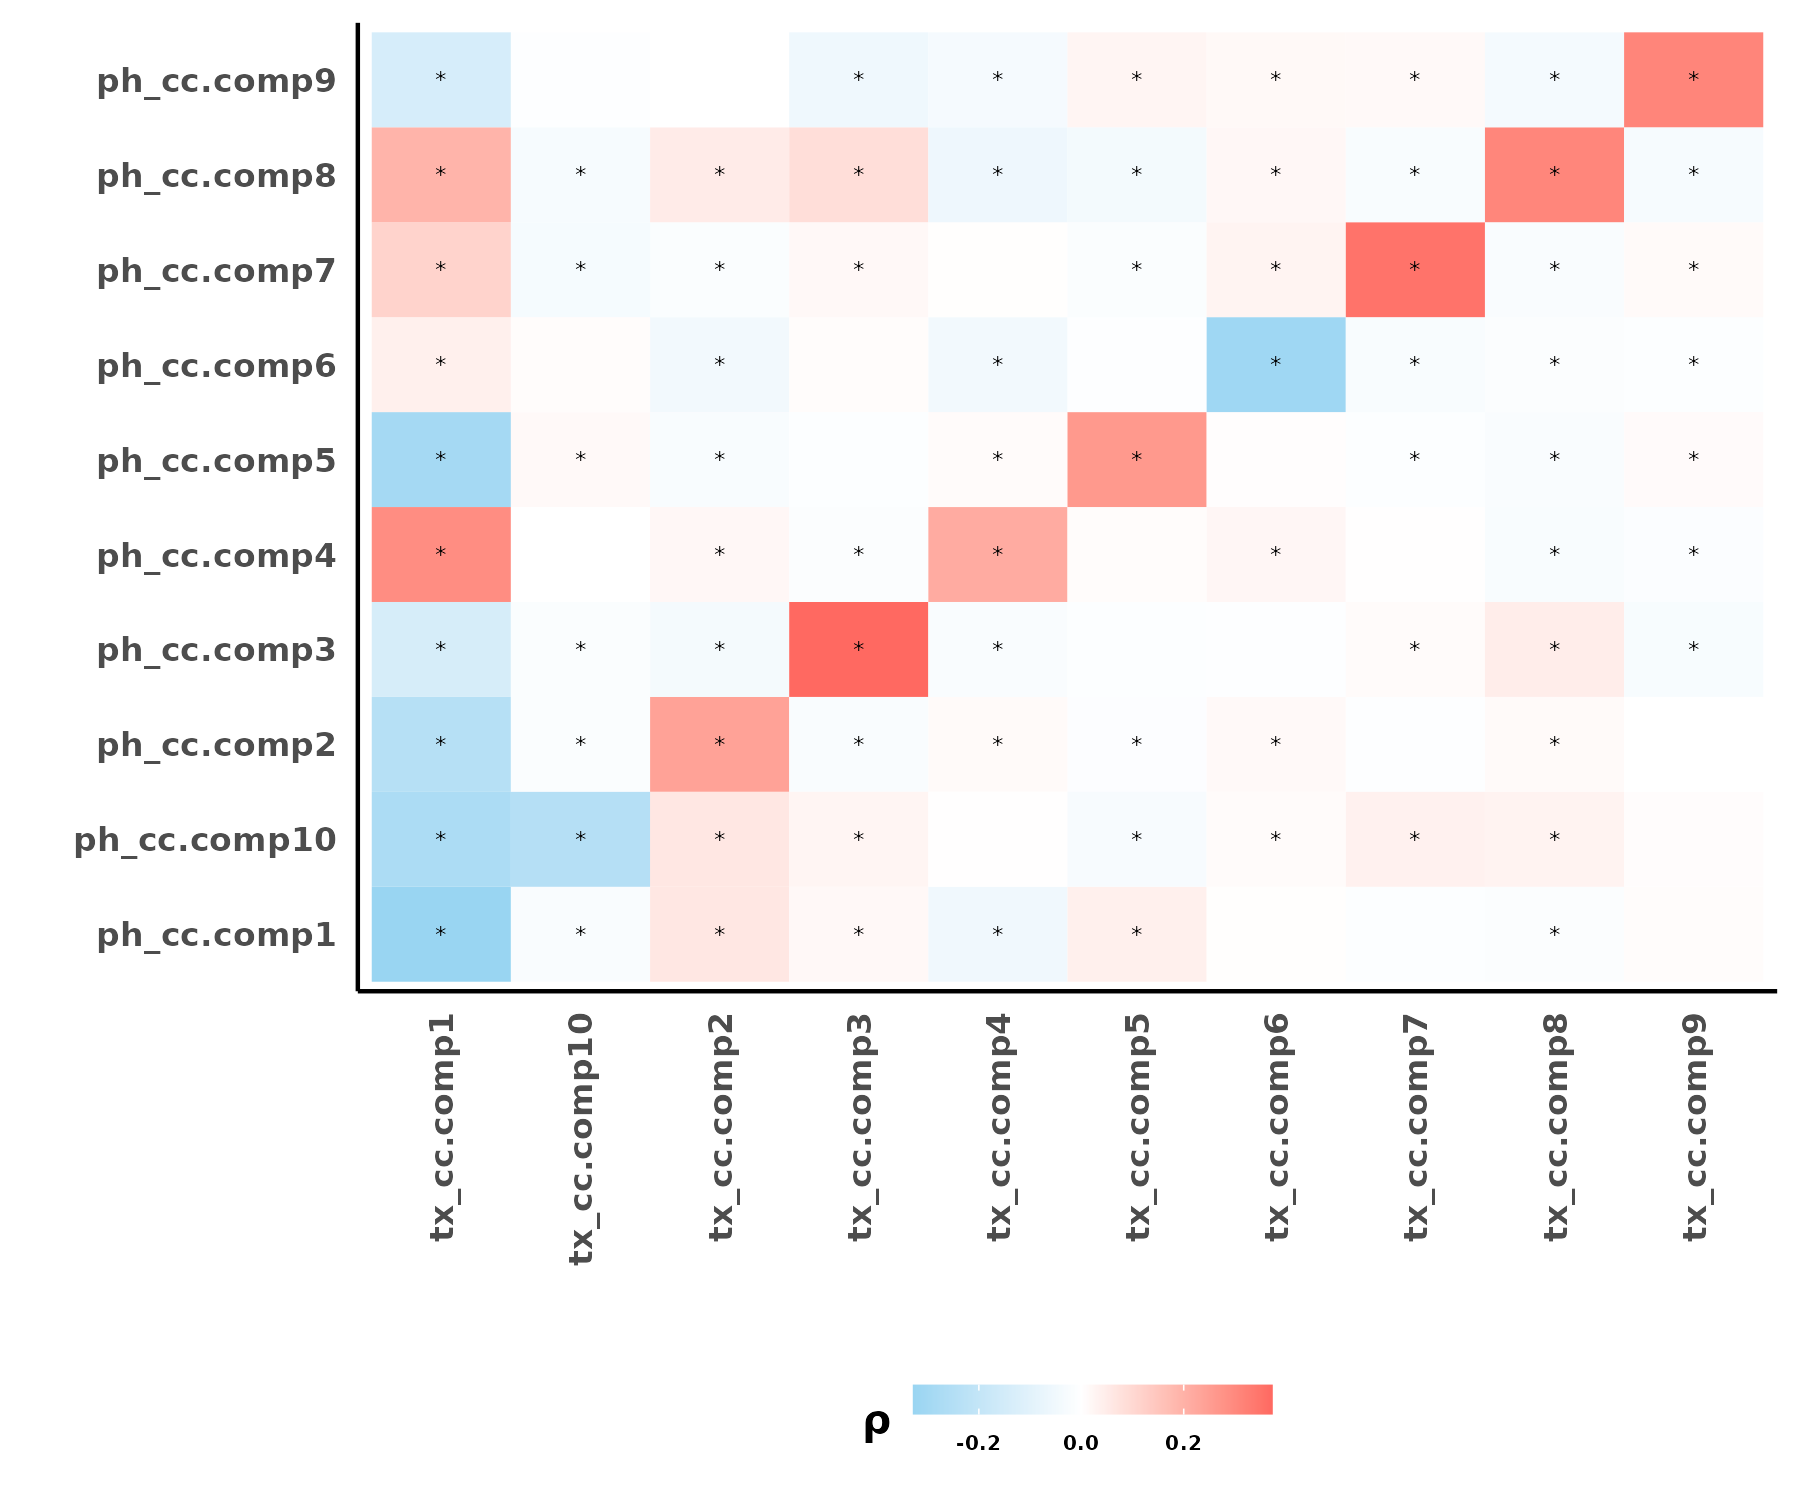 ph_cc.comp9 * * * * * * * *
ph_cc.comp8 * * * * * * * * * *
ph_cc.comp7 * * * * * * * * *
ph_cc.comp6 * * * * * * *
ph_cc.comp5 * * * * * * * *
ph_cc.comp4 * * * * * * *
ph_cc.comp3 * * * * * * * *
ph_cc.comp2 * * * * * * * *
ph_cc.comp10 * * * * * * * *
ph_cc.comp1 * * * * * * *
tx_cc.comp1
tx_cc.comp10
tx_cc.comp2
tx_cc.comp3
tx_cc.comp4
tx_cc.comp5
tx_cc.comp6
tx_cc.comp7
tx_cc.comp8
tx_cc.comp9
ρ
-0.2 0.0 0.2